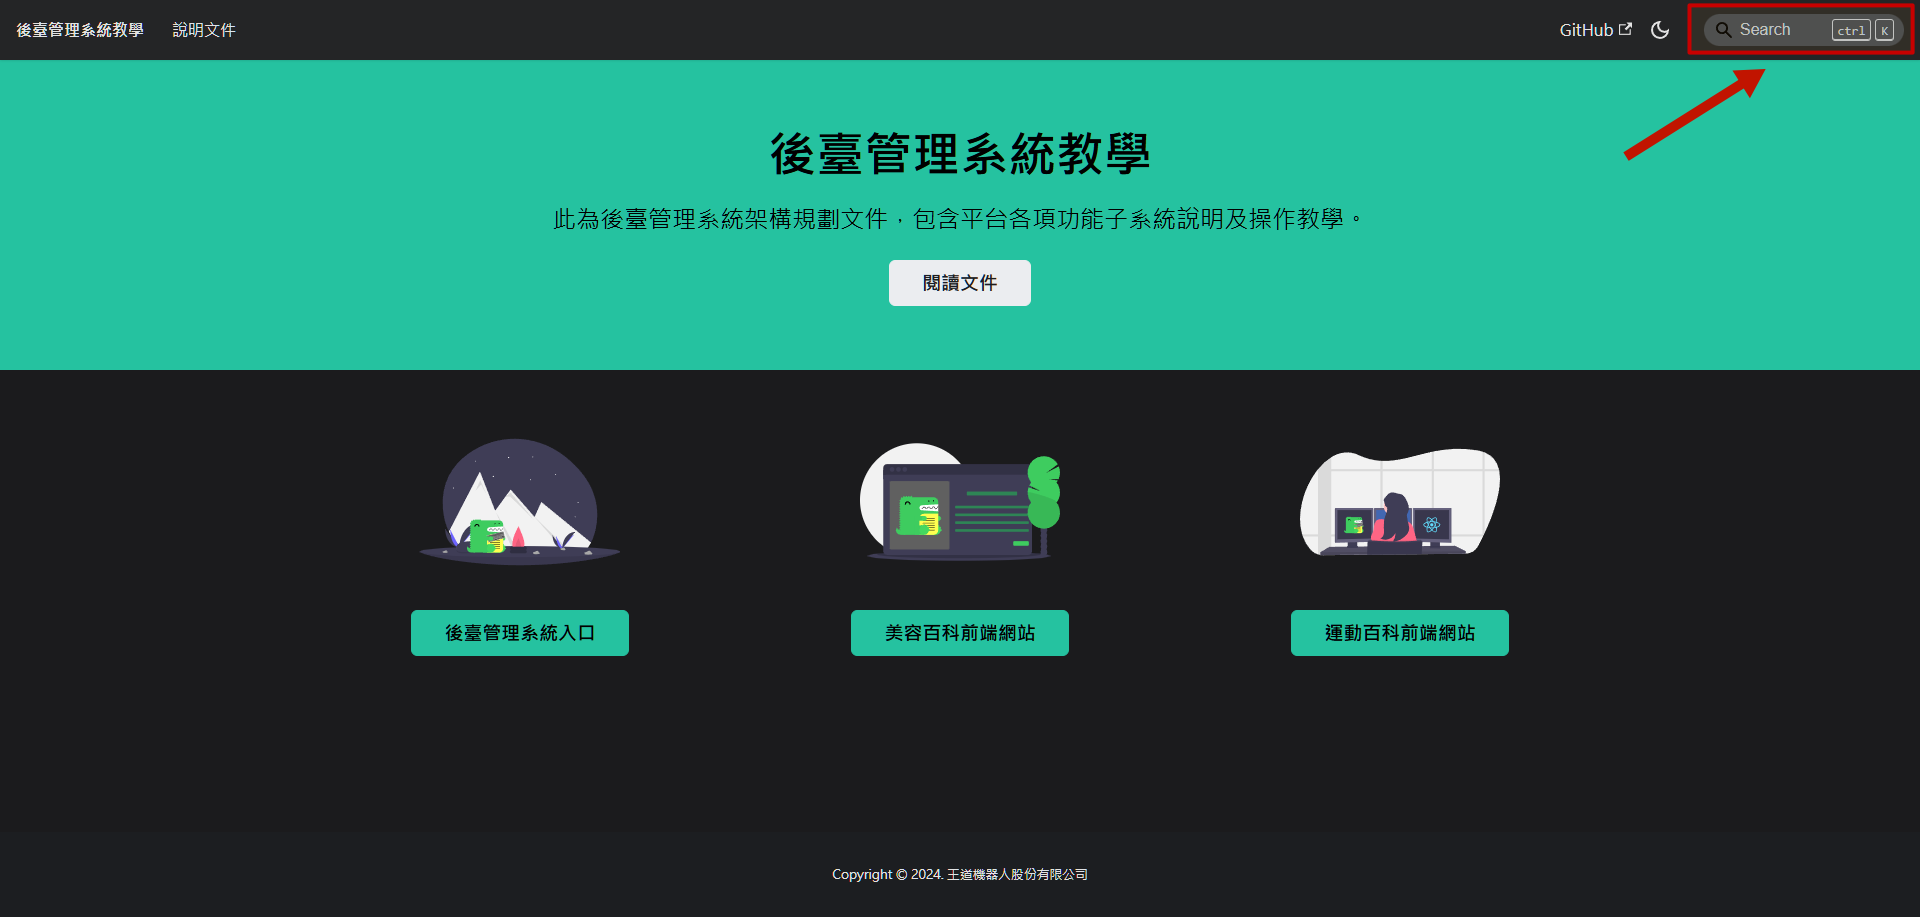 後臺管理系統教學 說明文件 GitHub Search ctrl K
後臺管理系統教學
此為後臺管理系統架構規劃文件，包含平台各項功能子系統說明及操作教學。
閱讀文件
後臺管理系統入口 美容百科前端網站 運動百科前端網站
Copyright © 2024. 王道機器人股份有限公司